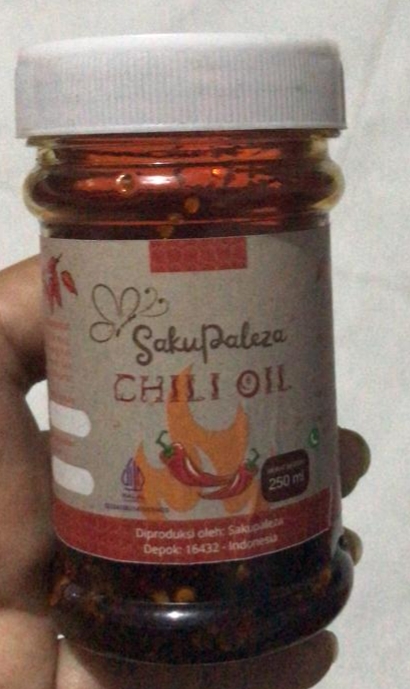 SakuPaleza
CHILI OIL
250 ml
Diproduksi oleh: Sakupaleza
Depok: 16432 - Indonesia